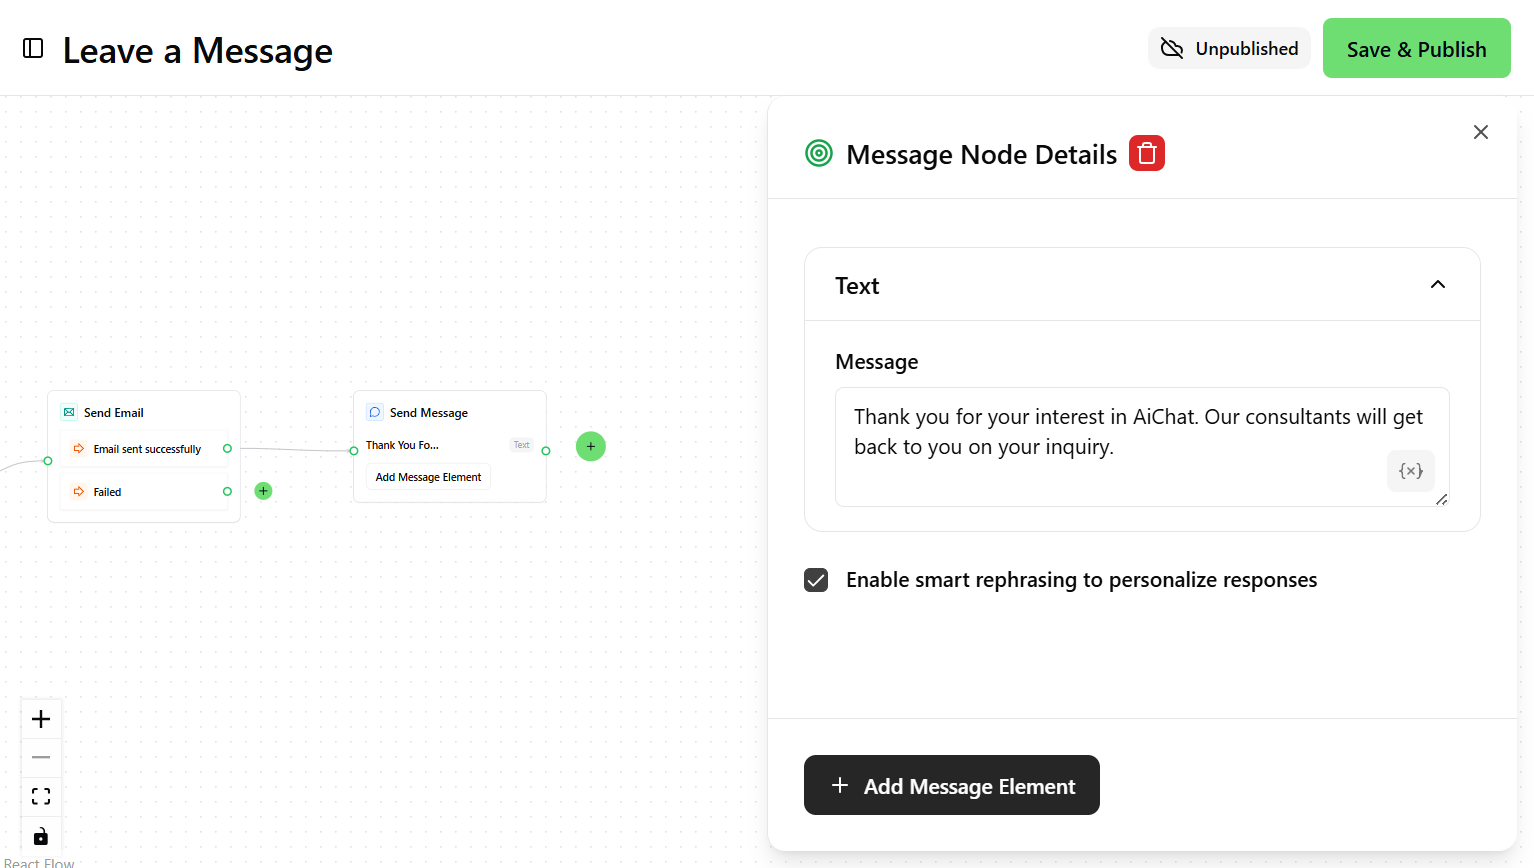 Leave a Message
Unpublished
Save & Publish
Message Node Details
Text
Message
Thank you for your interest in AiChat. Our consultants will get
back to you on your inquiry.
{×}
Enable smart rephrasing to personalize responses
Add Message Element
Send Email
Email sent successfully
Failed
Send Message
Thank You Fo...
Text
Add Message Element
React Flow